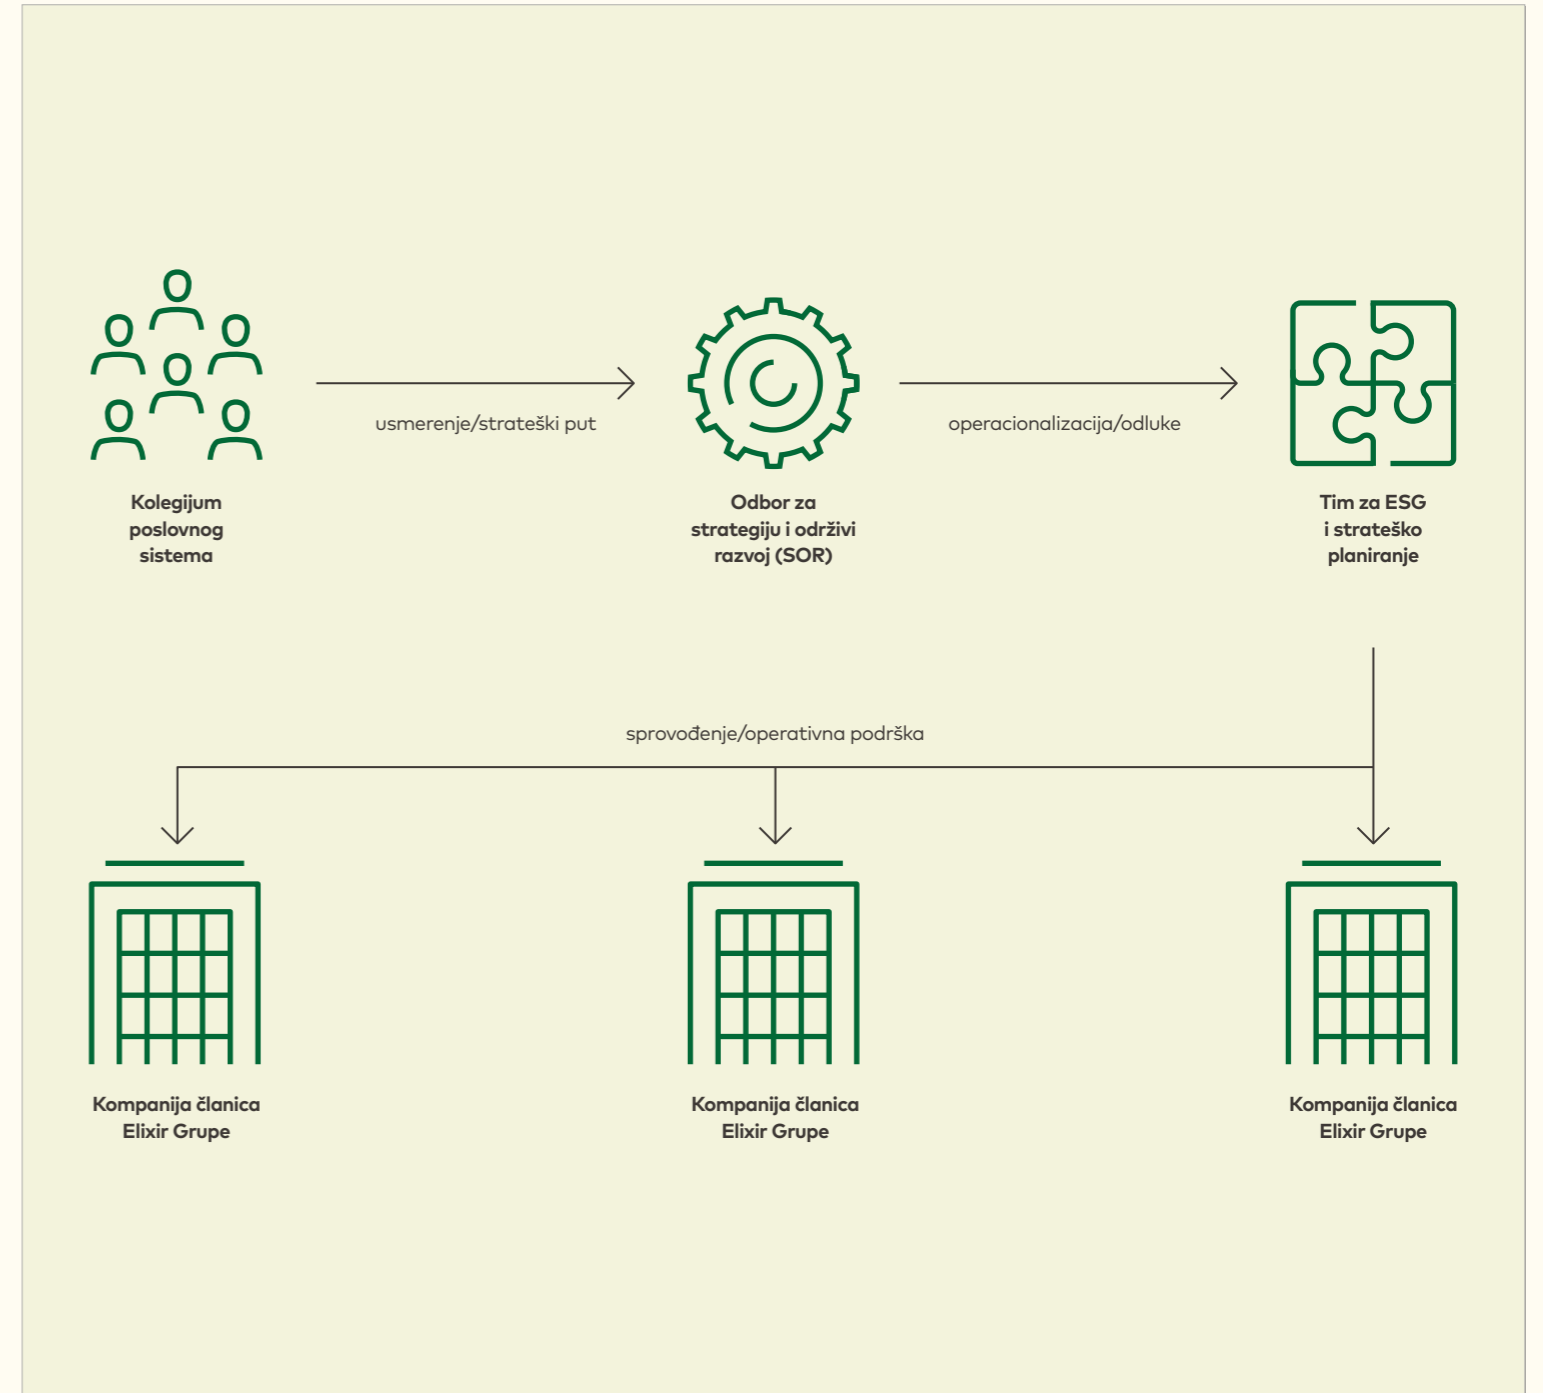 usmerenje/strateški put
operacionalizacija/odluke
Kolegijum
poslovnog
sistema
Odbor za
strategiju i održivi
razvoj (SOR)
Tim za ESG
i strateško
planiranje
sprovođenje/operativna podrška
Kompanija članica
Elixir Grupe
Kompanija članica
Elixir Grupe
Kompanija članica
Elixir Grupe